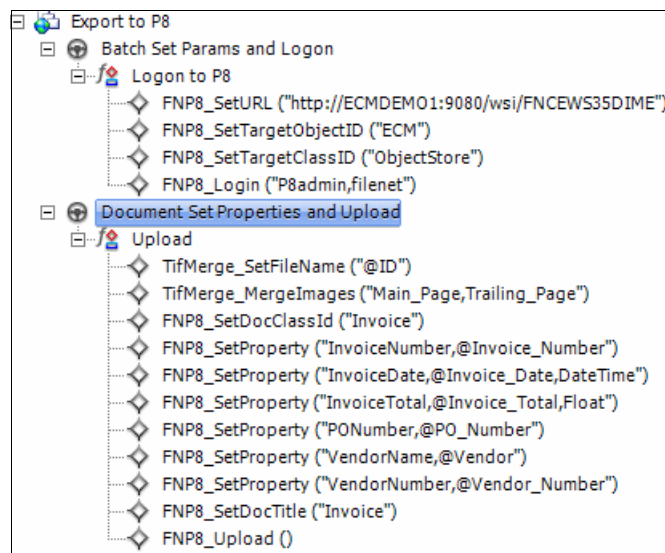 Export to P8
Batch Set Params and Logon
Logon to P8
FNP8_SetURL ("http://ECMDEMO1:9080/wsi/FNCEWS35DIME")
FNP8_SetTargetObjectID ("ECM")
FNP8_SetTargetClassID ("ObjectStore")
FNP8_Login ("P8admin,filenet")
Document Set Properties and Upload
Upload
TifMerge_SetFileName ("@ID")
TifMerge_MergeImages ("Main_Page,Trailing_Page")
FNP8_SetDocClassId ("Invoice")
FNP8_SetProperty ("InvoiceNumber,@Invoice_Number")
FNP8_SetProperty ("InvoiceDate,@Invoice_Date,DateTime")
FNP8_SetProperty ("InvoiceTotal,@Invoice_Total,Float")
FNP8_SetProperty ("PONumber,@PO_Number")
FNP8_SetProperty ("VendorName,@Vendor")
FNP8_SetProperty ("VendorNumber,@Vendor_Number")
FNP8_SetDocTitle ("Invoice")
FNP8_Upload ()